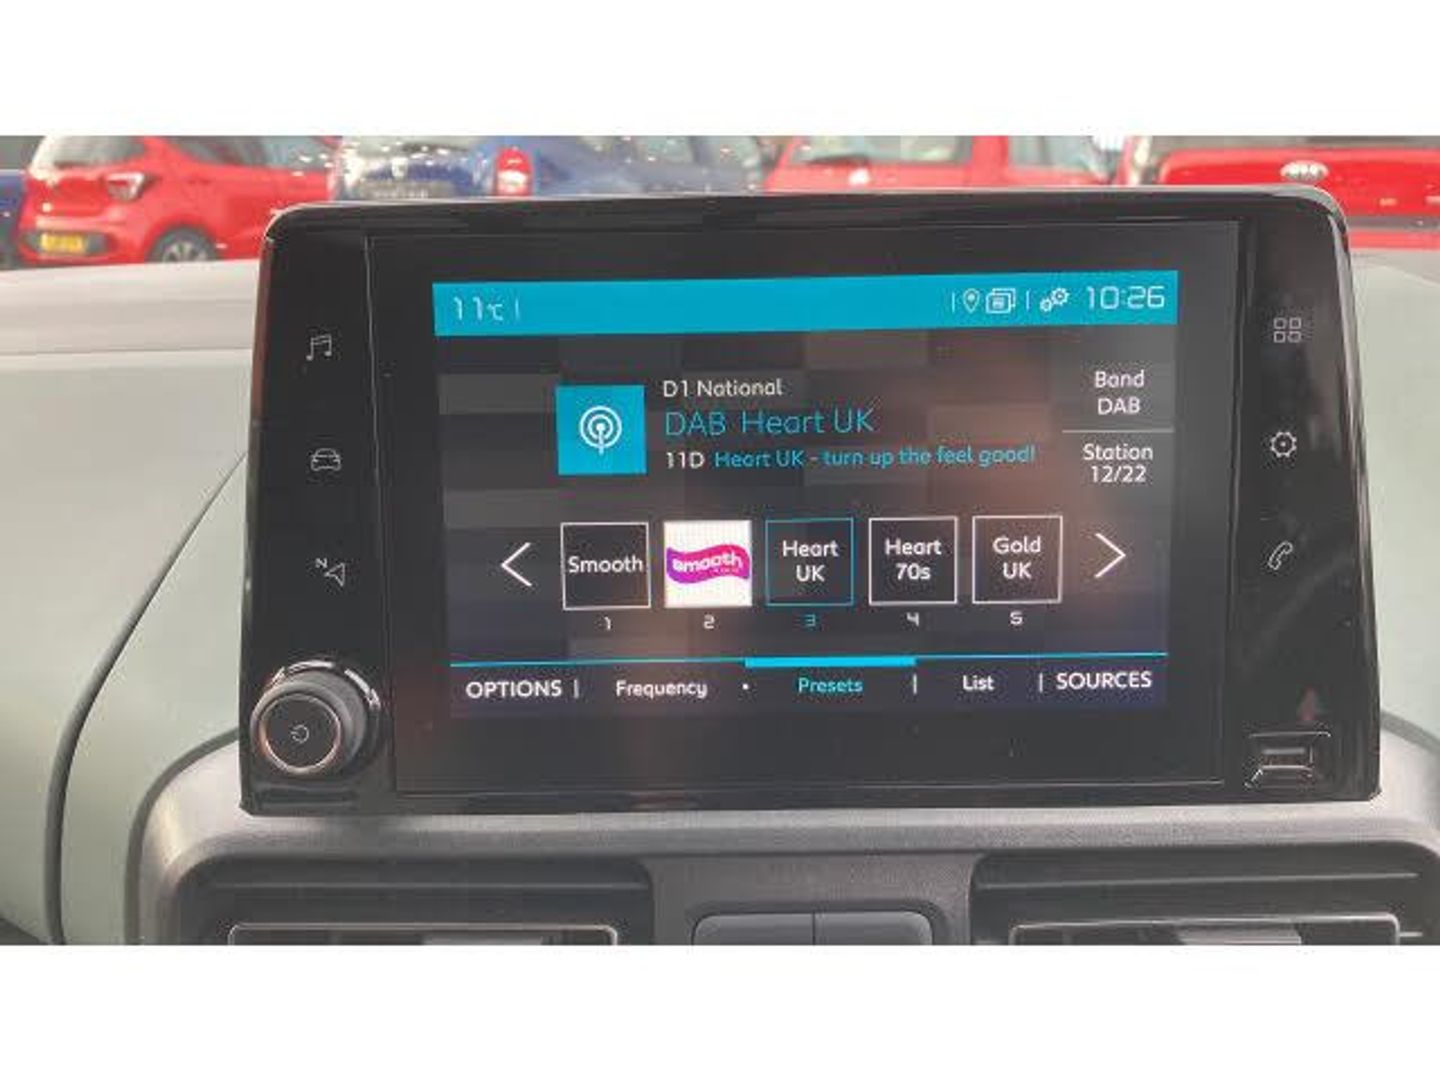 11°C
10:26
D1 National
DAB Heart UK
11D Heart UK - turn up the feel good!
Band
DAB
Station
12/22
Smooth
smooth
Heart
UK
Heart
70s
Gold
UK
1 2 3 4 5
OPTIONS Frequency Presets List SOURCES
N